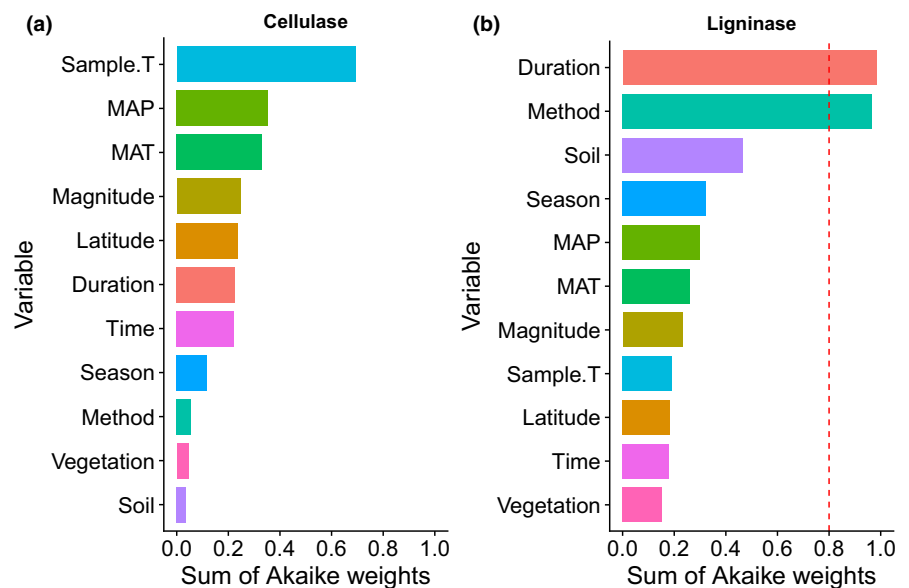 (a)
Cellulase
Variable
Sample.T
MAP
MAT
Magnitude
Latitude
Duration
Time
Season
Method
Vegetation
Soil
0.0 0.2 0.4 0.6 0.8 1.0
Sum of Akaike weights
(b)
Ligninase
Variable
Duration
Method
Soil
Season
MAP
MAT
Magnitude
Sample.T
Latitude
Time
Vegetation
0.0 0.2 0.4 0.6 0.8 1.0
Sum of Akaike weights